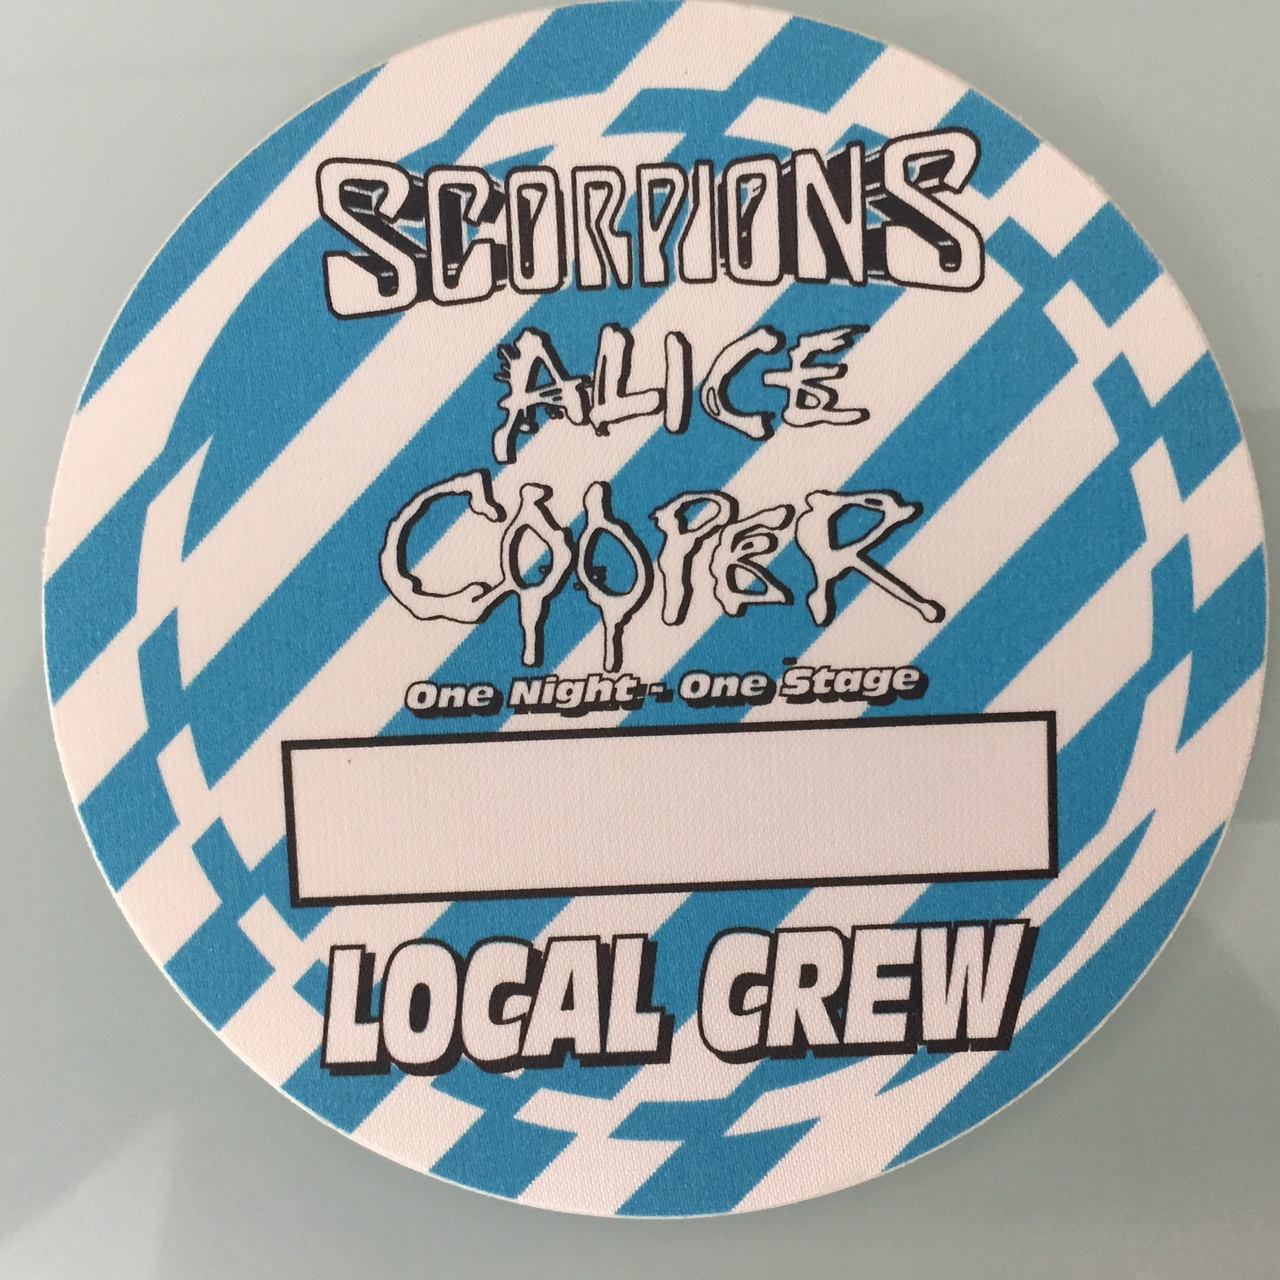 SCORPIONS
ALICE
COOPER
One Night - One Stage
LOCAL CREW